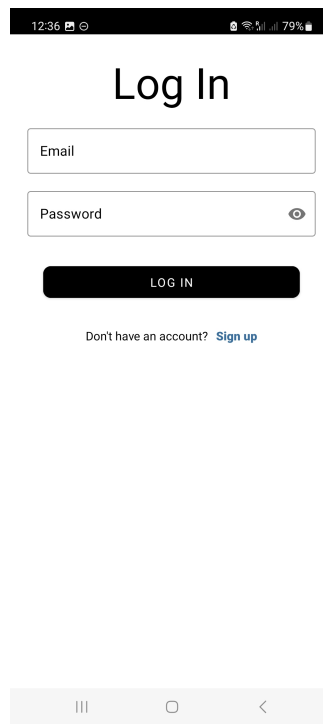 12:36 79%
Log In
Email
Password
LOG IN
Don't have an account? Sign up